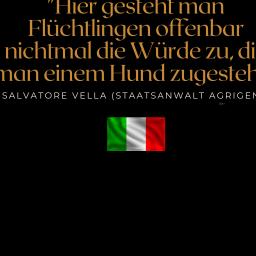 "Hier gesteht man
Flüchtlingen offenbar
nichtmal die Würde zu, di
man einem Hund zugesteh
SALVATORE VELLA (STAATSANWALT AGRIGEN